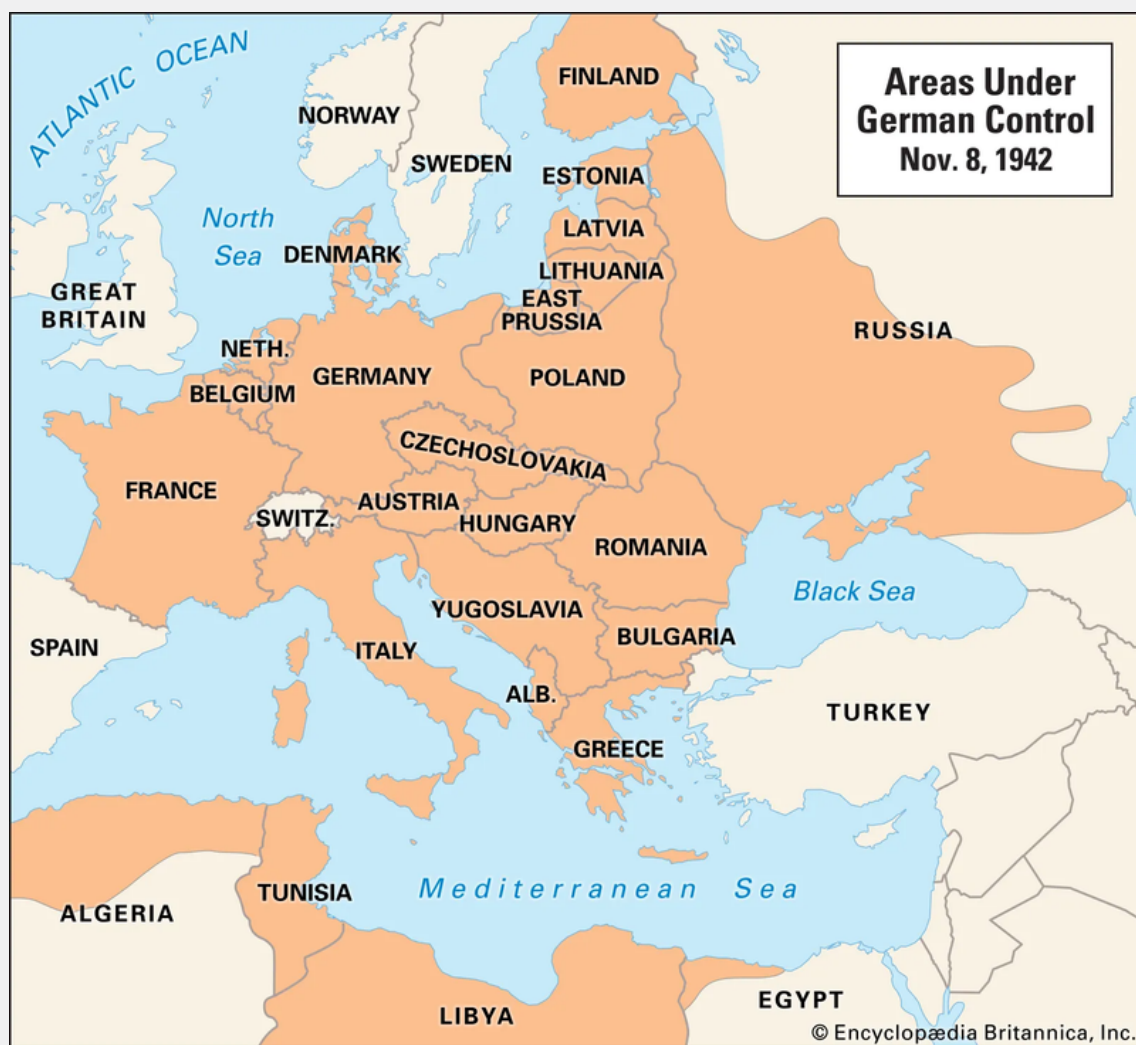 ATLANTIC OCEAN
Areas Under
German Control
Nov. 8, 1942
FINLAND
NORWAY
SWEDEN
ESTONIA
North
Sea
LATVIA
DENMARK
LITHUANIA
GREAT
BRITAIN
EAST
PRUSSIA
RUSSIA
NETH.
GERMANY
POLAND
BELGIUM
CZECHOSLOVAKIA
FRANCE
AUSTRIA
SWITZ.
HUNGARY
ROMANIA
Black Sea
YUGOSLAVIA
BULGARIA
SPAIN
ITALY
ALB.
TURKEY
GREECE
Mediterranean Sea
TUNISIA
ALGERIA
EGYPT
LIBYA
© Encyclopædia Britannica, Inc.